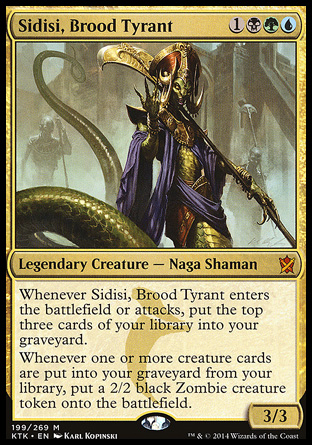 Sidisi, Brood Tyrant 1
Legendary Creature — Naga Shaman
Whenever Sidisi, Brood Tyrant enters
the battlefield or attacks, put the top
three cards of your library into your
graveyard.
Whenever one or more creature cards
are put into your graveyard from your
library, put a 2/2 black Zombie creature
token onto the battlefield.
3/3
199/269 M
KTK • EN Karl Kopinski ™ & © 2014 Wizards of the Coast